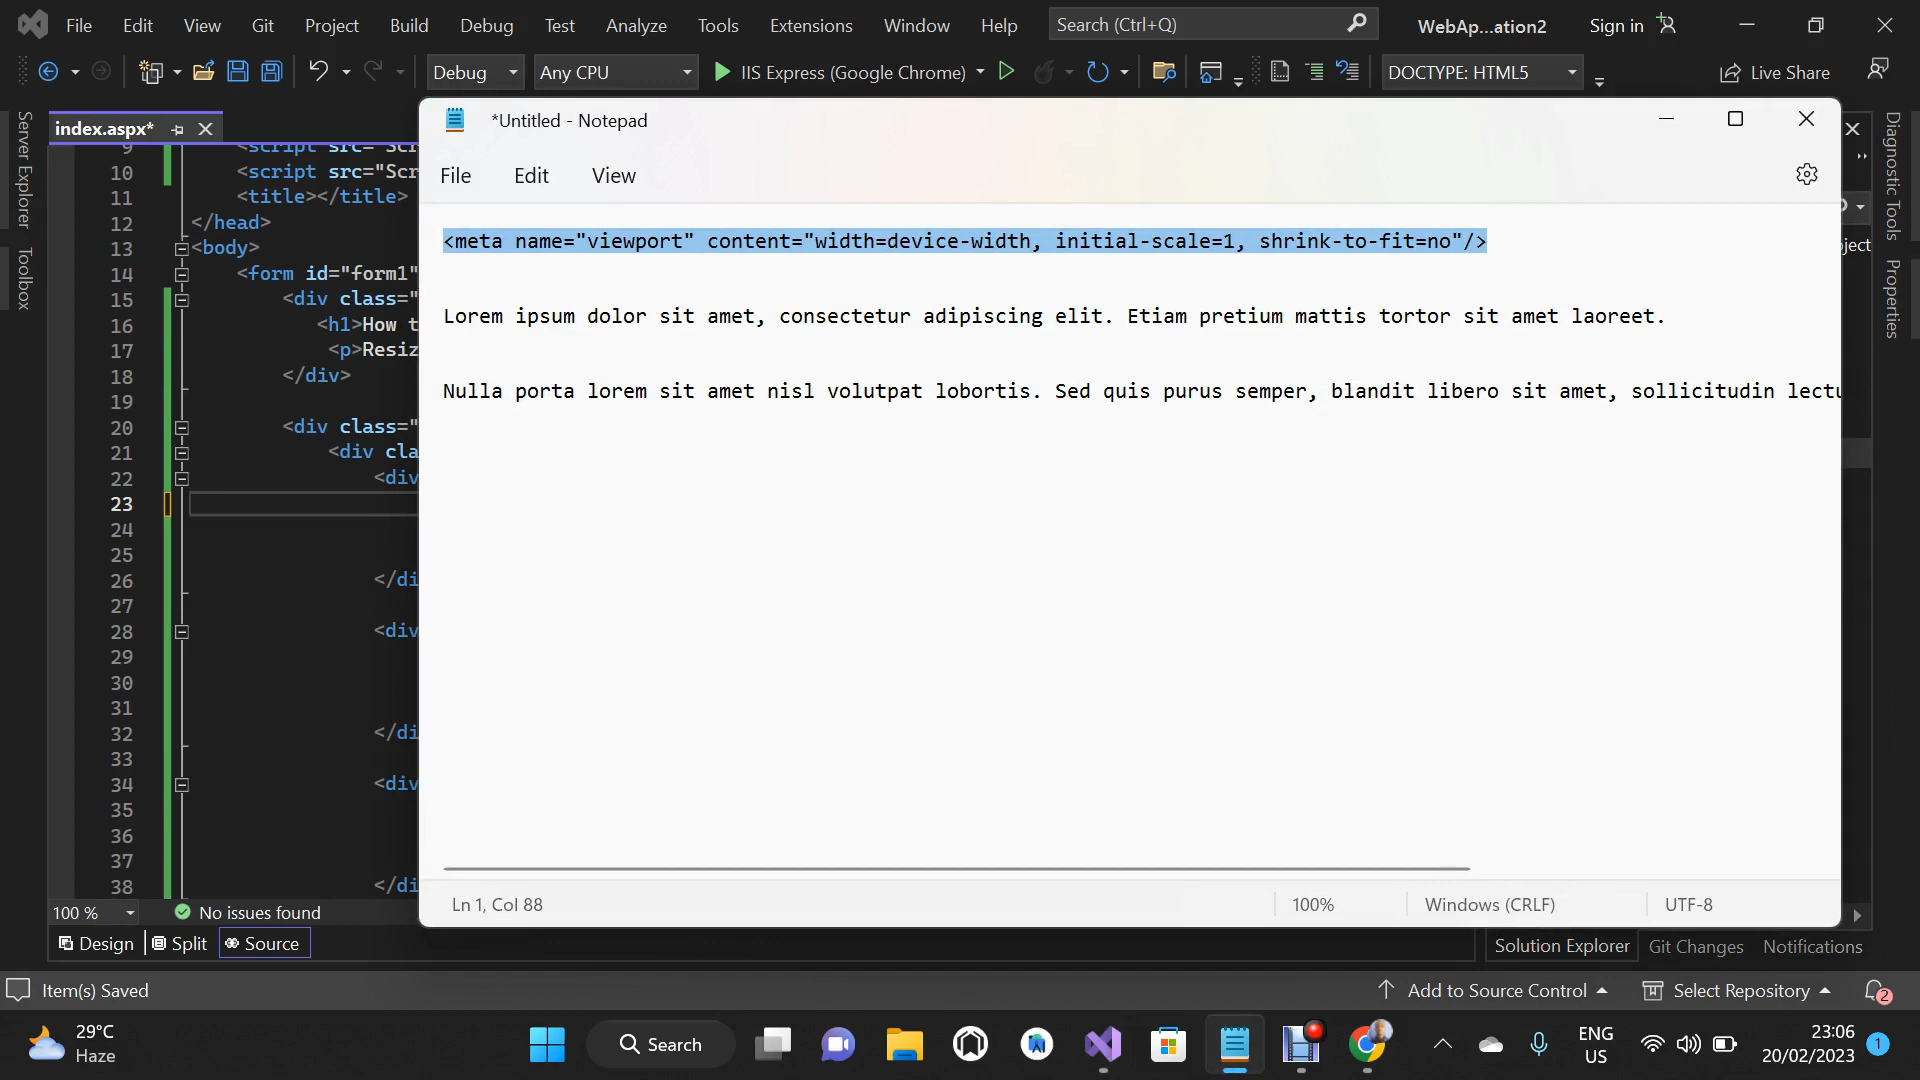 File Edit View Git Project Build Debug Test Analyze Tools Extensions Window Help Search (Ctrl+Q) WebAp...ation2 Sign in
Debug Any CPU IIS Express (Google Chrome) DOCTYPE: HTML5 Live Share
index.aspx*
*Untitled - Notepad
File Edit View
Server Explorer
Toolbox
Diagnostic Tools
Properties
9 <script src="Scr
10 <script src="Scr
11 <title></title>
12 </head>
13 <body>
14 <form id="form1"
15 <div class="
16 <h1>How t
17 <p>Resiz
18 </div>
19
20 <div class="
21 <div cla
22 <div
23
24
25
26 </di
27
28 <div
29
30
31
32 </di
33
34 <div
35
36
37
38 </di
<meta name="viewport" content="width=device-width, initial-scale=1, shrink-to-fit=no"/>
Lorem ipsum dolor sit amet, consectetur adipiscing elit. Etiam pretium mattis tortor sit amet laoreet.
Nulla porta lorem sit amet nisl volutpat lobortis. Sed quis purus semper, blandit libero sit amet, sollicitudin lectu
oject
Ln 1, Col 88 100% Windows (CRLF) UTF-8
100 % No issues found
Design Split Source
Solution Explorer Git Changes Notifications
Item(s) Saved Add to Source Control Select Repository 2
29°C
Haze
Search
ENG
US
23:06
20/02/2023
1